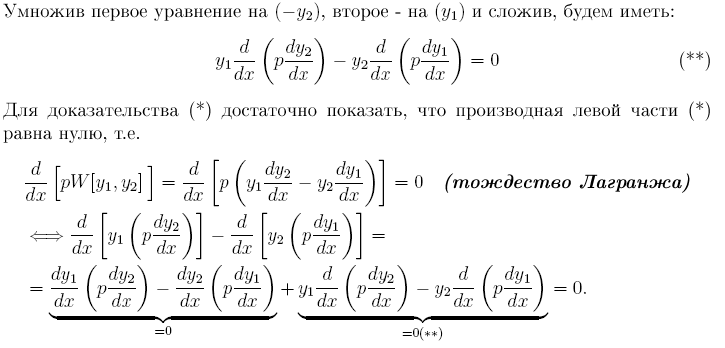 Умножив первое уравнение на $(-y_2)$, второе - на $(y_1)$ и сложив, будем иметь:
$$y_1 \frac{d}{dx}\left(p\frac{dy_2}{dx}\right) - y_2 \frac{d}{dx}\left(p\frac{dy_1}{dx}\right) = 0 \quad (**)$$
Для доказательства (*) достаточно показать, что производная левой части (*)
равна нулю, т.е.
$$\frac{d}{dx}\left[pW[y_1, y_2]\right] = \frac{d}{dx}\left[p\left(y_1\frac{dy_2}{dx} - y_2\frac{dy_1}{dx}\right)\right] = 0 \quad \text{(тождество Лагранжа)}$$
$$\Longleftrightarrow \frac{d}{dx}\left[y_1\left(p\frac{dy_2}{dx}\right)\right] - \frac{d}{dx}\left[y_2\left(p\frac{dy_1}{dx}\right)\right] =$$
$$= \underbrace{\frac{dy_1}{dx}\left(p\frac{dy_2}{dx}\right) - \frac{dy_2}{dx}\left(p\frac{dy_1}{dx}\right)}_{=0} + \underbrace{y_1\frac{d}{dx}\left(p\frac{dy_2}{dx}\right) - y_2\frac{d}{dx}\left(p\frac{dy_1}{dx}\right)}_{=0(**)} = 0.$$